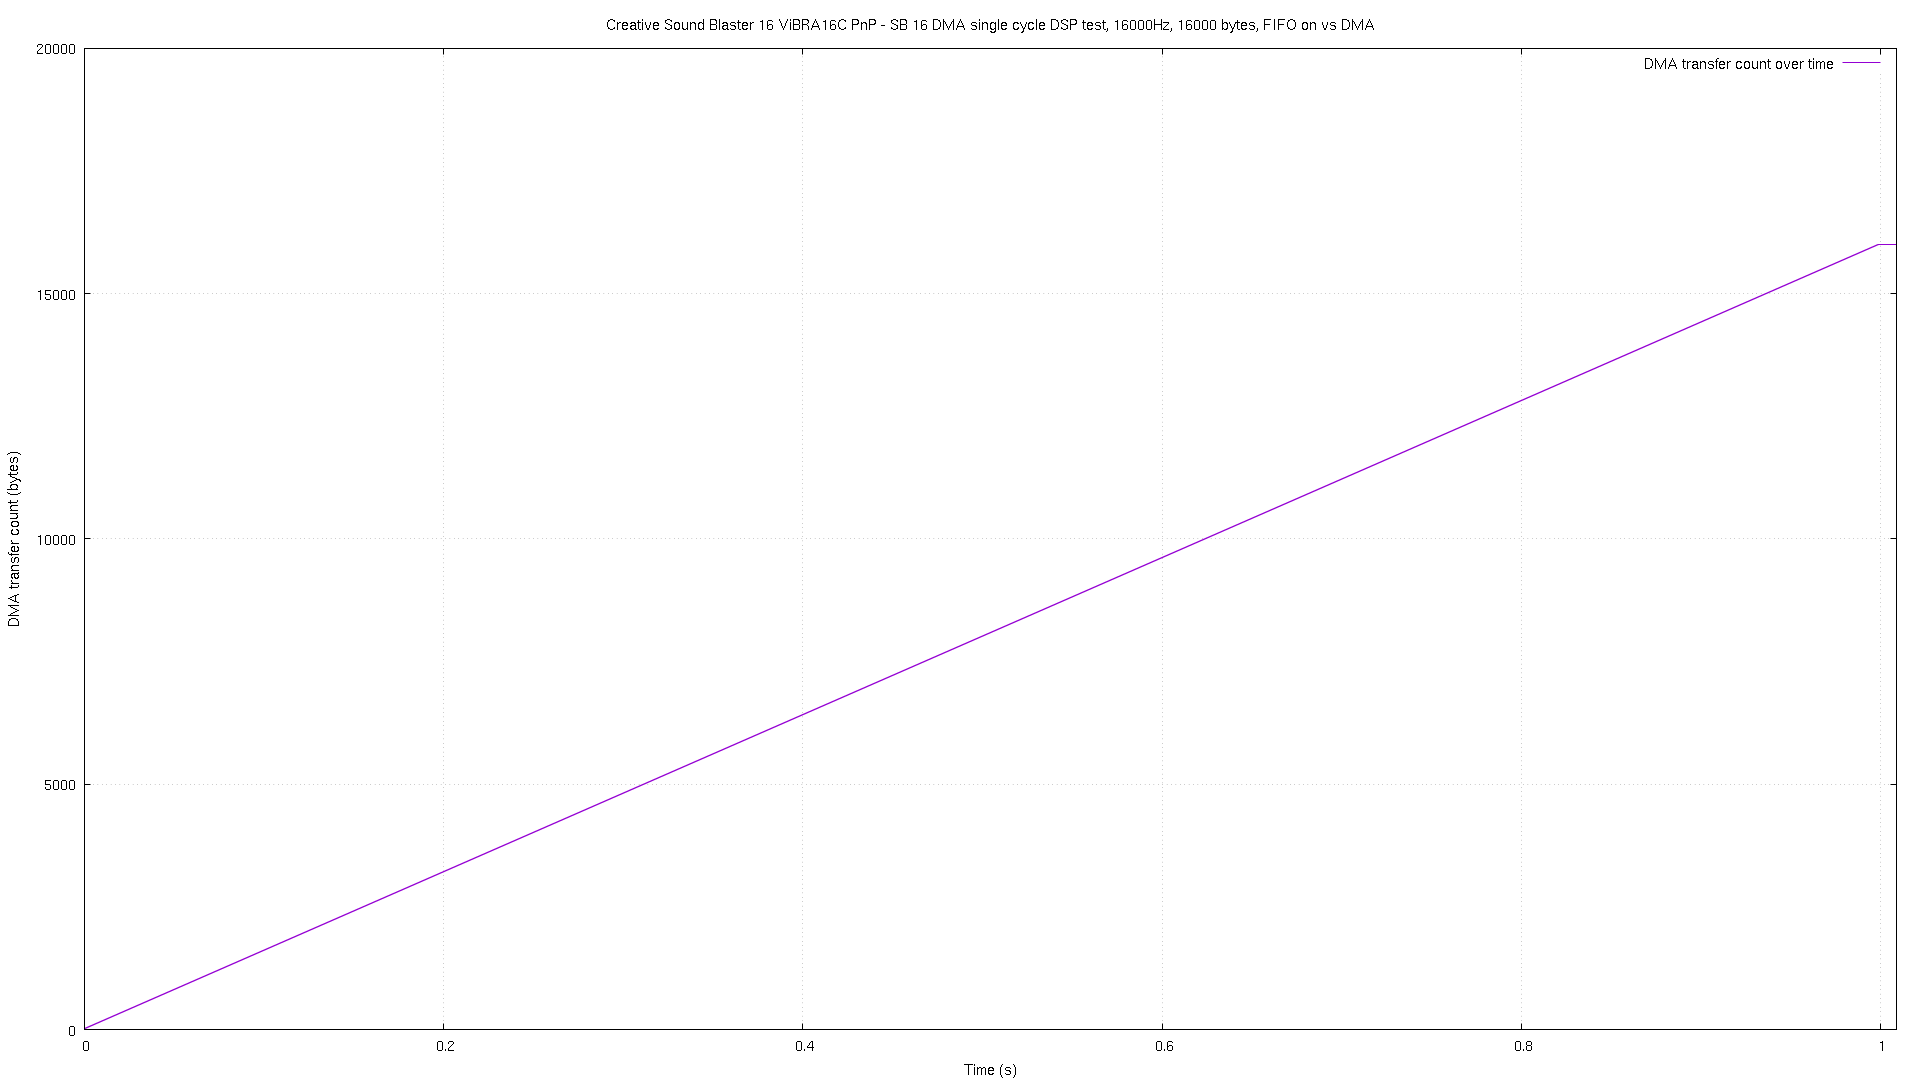 Creative Sound Blaster 16 ViBRA16C PnP - SB 16 DMA single cycle DSP test, 16000Hz, 16000 bytes, FIFO on vs DMA
DMA transfer count over time
20000
15000
10000
5000
0
DMA transfer count (bytes)
0
0.2
0.4
0.6
0.8
1
Time (s)